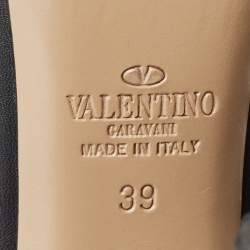 VALENTINO
GARAVANI
MADE IN ITALY
39